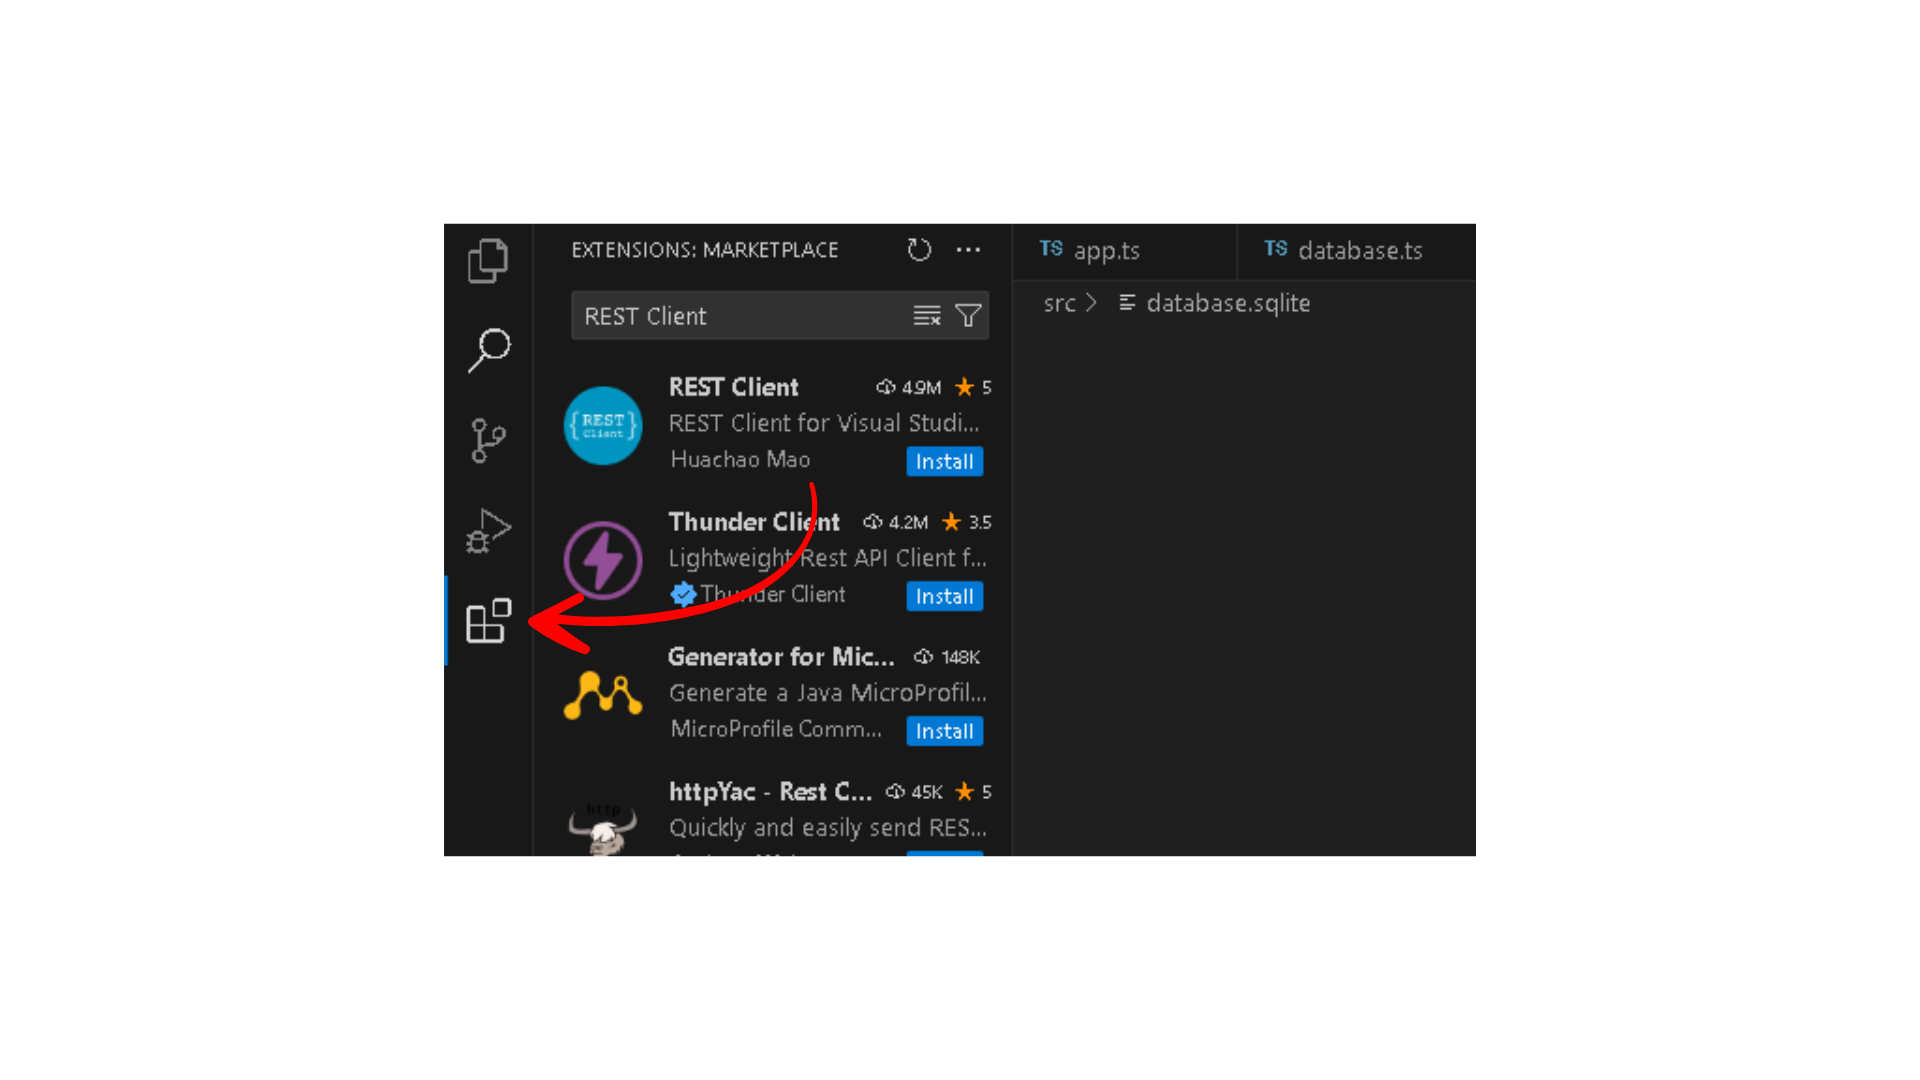 EXTENSIONS: MARKETPLACE
TS app.ts
TS database.ts
src > database.sqlite
REST Client
{REST}
Client
REST Client 4.9M ★ 5
REST Client for Visual Studi...
Huachao Mao
Install
Thunder Client 4.2M ★ 3.5
Lightweight Rest API Client f...
Thunder Client
Install
Generator for Mic... 148K
Generate a Java MicroProfil...
MicroProfile Comm...
Install
http
httpYac - Rest C... 45K ★ 5
Quickly and easily send RES...